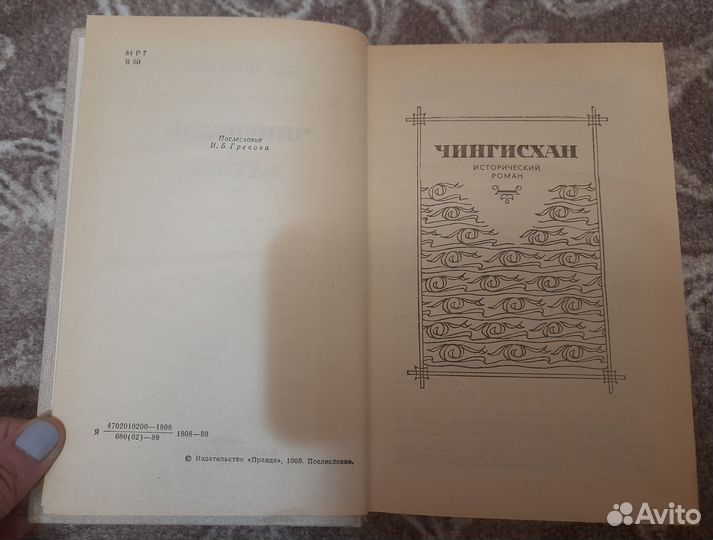 84 Р 7
Я 60
Послесловие
И. Б. Грекова
Я 4702010200—1808
080(02)—89 1808—89
© Издательство «Правда», 1989. Послесловие.
ЧИНГИСХАН
ИСТОРИЧЕСКИЙ
РОМАН
Avito